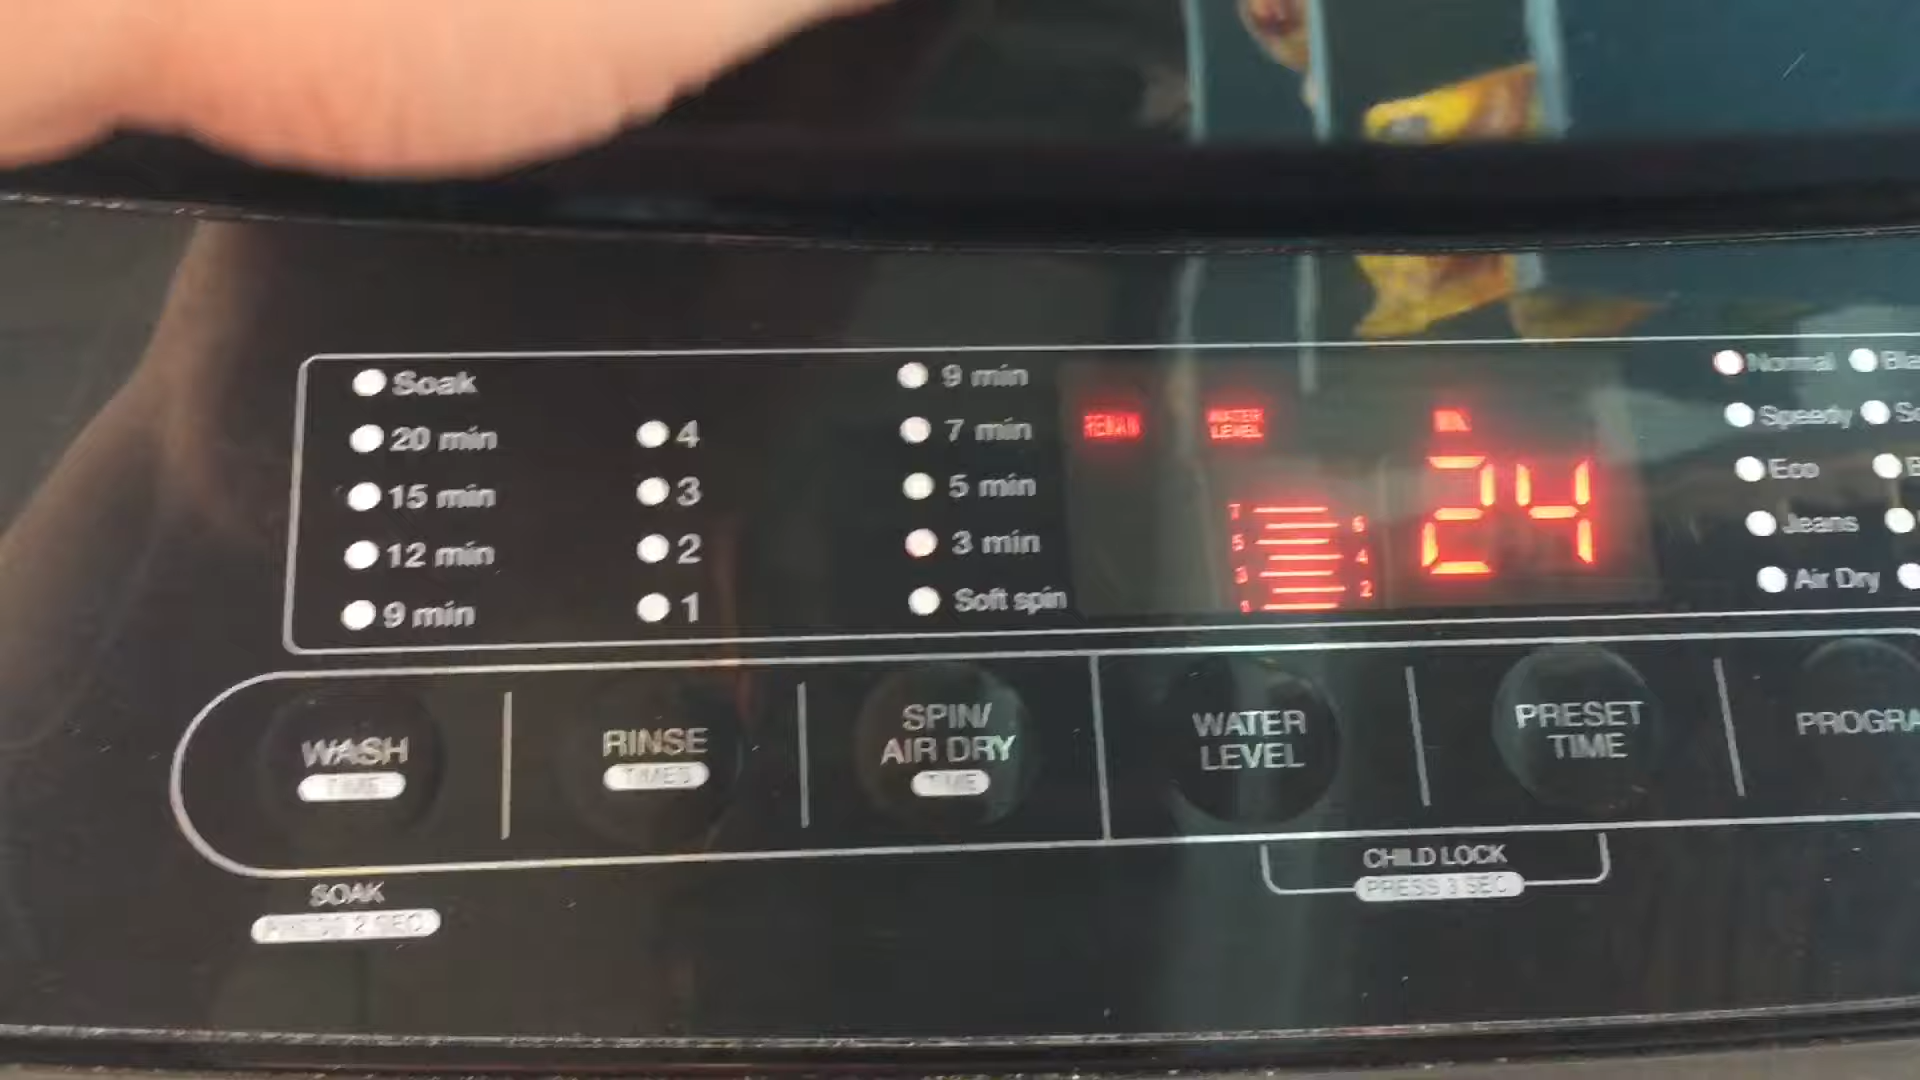 Soak
20 min
15 min
12 min
9 min
4
3
2
1
9 min
7 min
5 min
3 min
Soft spin
REMAIN
WATER
LEVEL
MIN.
24
7
6
5
4
3
2
1
Normal
Speedy
Eco
Jeans
Air Dry
WASH
TIME
RINSE
TIMES
SPIN/
AIR DRY
TIME
WATER
LEVEL
PRESET
TIME
PROGRA
SOAK
PRESS 2 SEC
CHILD LOCK
PRESS 3 SEC